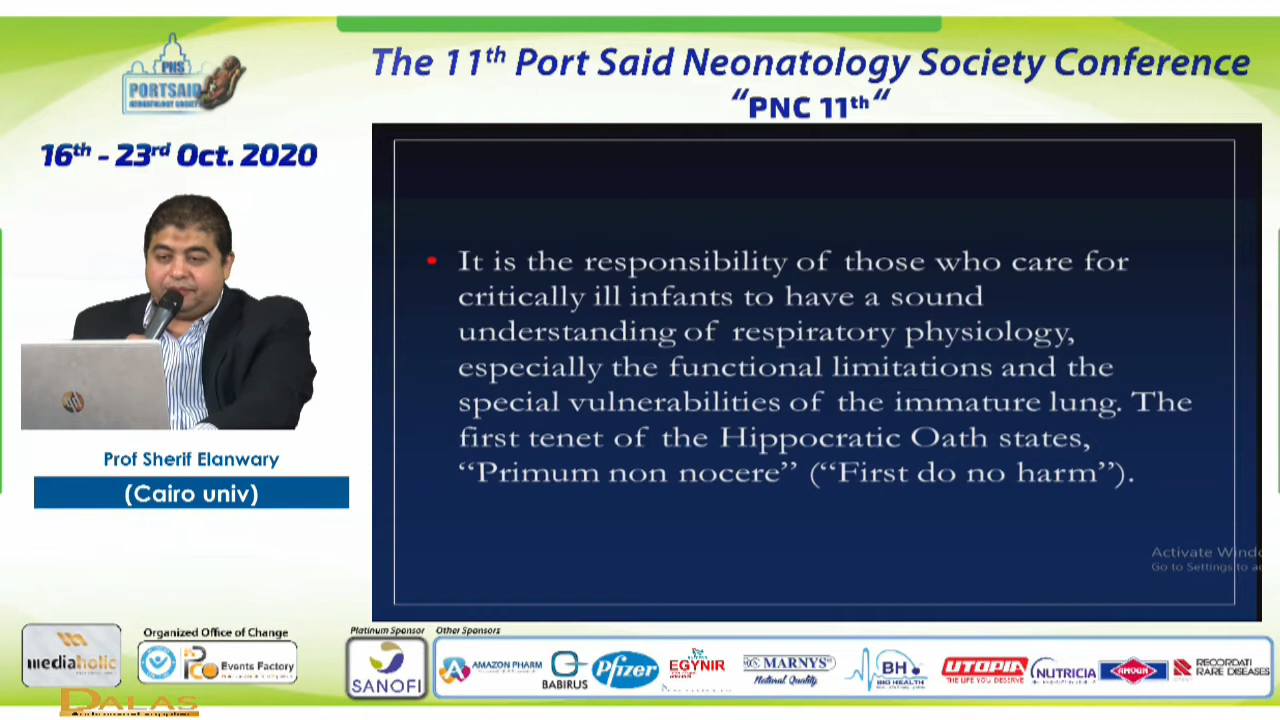 The 11th Port Said Neonatology Society Conference
“PNC 11th“
PNS
PORTSAID
NEONATOLOGY SOCIETY
16th - 23rd Oct. 2020
• It is the responsibility of those who care for
critically ill infants to have a sound
understanding of respiratory physiology,
especially the functional limitations and the
special vulnerabilities of the immature lung. The
first tenet of the Hippocratic Oath states,
“Primum non nocere” (“First do no harm”).
Prof Sherif Elanwary
(Cairo univ)
Activate Windo
Go to Settings to a
Organized Office of Change
Platinum Sponsor
Other Sponsors
mediaholic
Events Factory
SANOFI
AMAZON PHARM
BABIRUS
Pfizer
EGYNIR
MARNYS
Natural Quality
BH
BIG HEALTH
UTOPIA
THE LIFE YOU DESERVE
NUTRICIA
AMOUN
RECORDATI
RARE DISEASES
DALAS